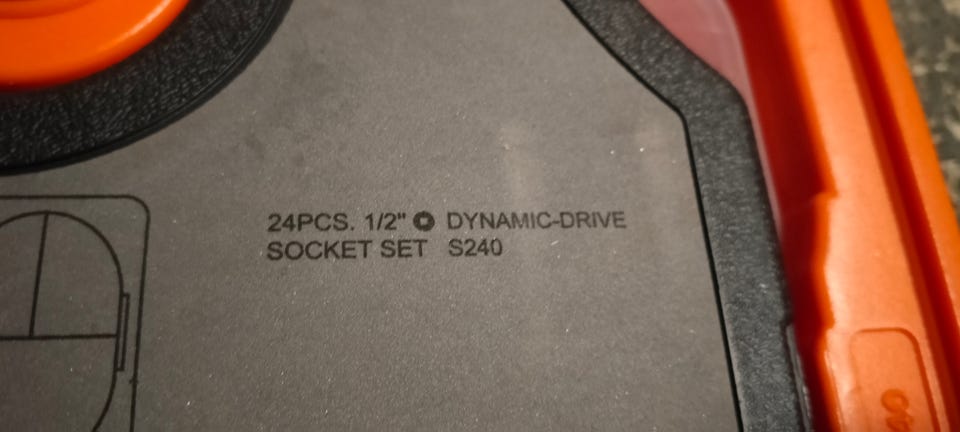 24PCS. 1/2" DYNAMIC-DRIVE
SOCKET SET S240